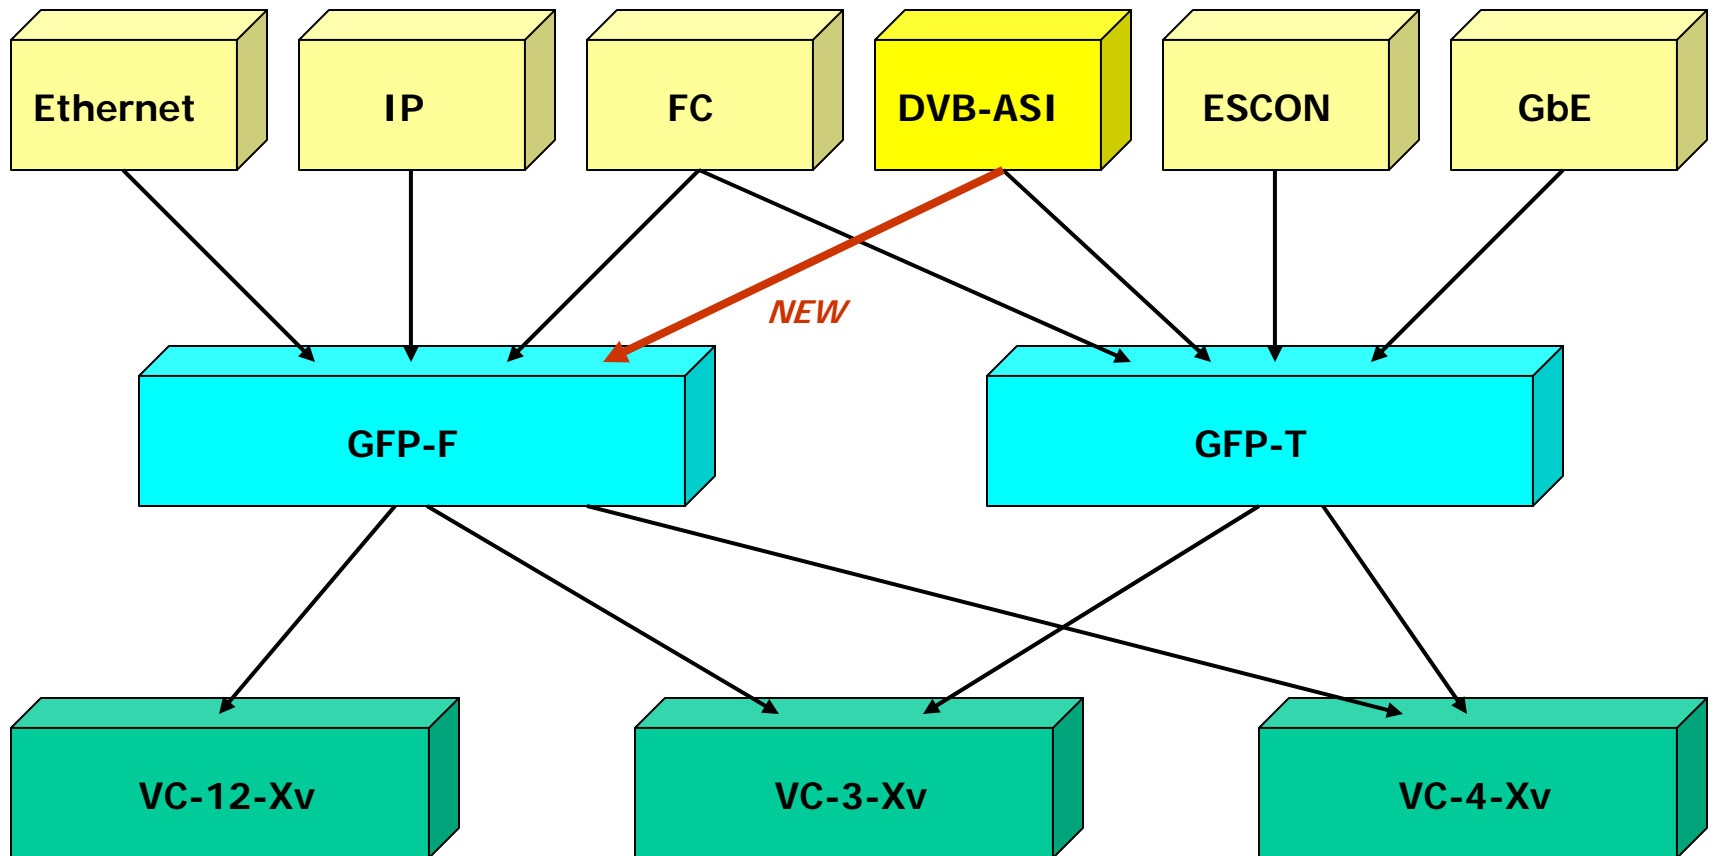 Ethernet
IP
FC
DVB-ASI
ESCON
GbE
NEW
GFP-F
GFP-T
VC-12-Xv
VC-3-Xv
VC-4-Xv